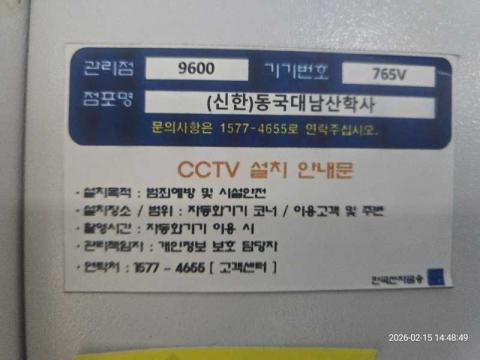 관리점 9600 기기번호 765V
점포명 (신한)동국대남산학사
문의사항은 1577-4655로 연락주십시오.
CCTV 설치 안내문
· 설치목적 : 범죄예방 및 시설안전
· 설치장소 / 범위 : 자동화기기 코너 / 이용고객 및 주변
· 촬영시간 : 자동화기기 이용 시
· 관리책임자 : 개인정보 보호 담당자
· 연락처 : 1577 - 4655 [ 고객센터 ]
한국전자금융
2026-02-15 14:48:49